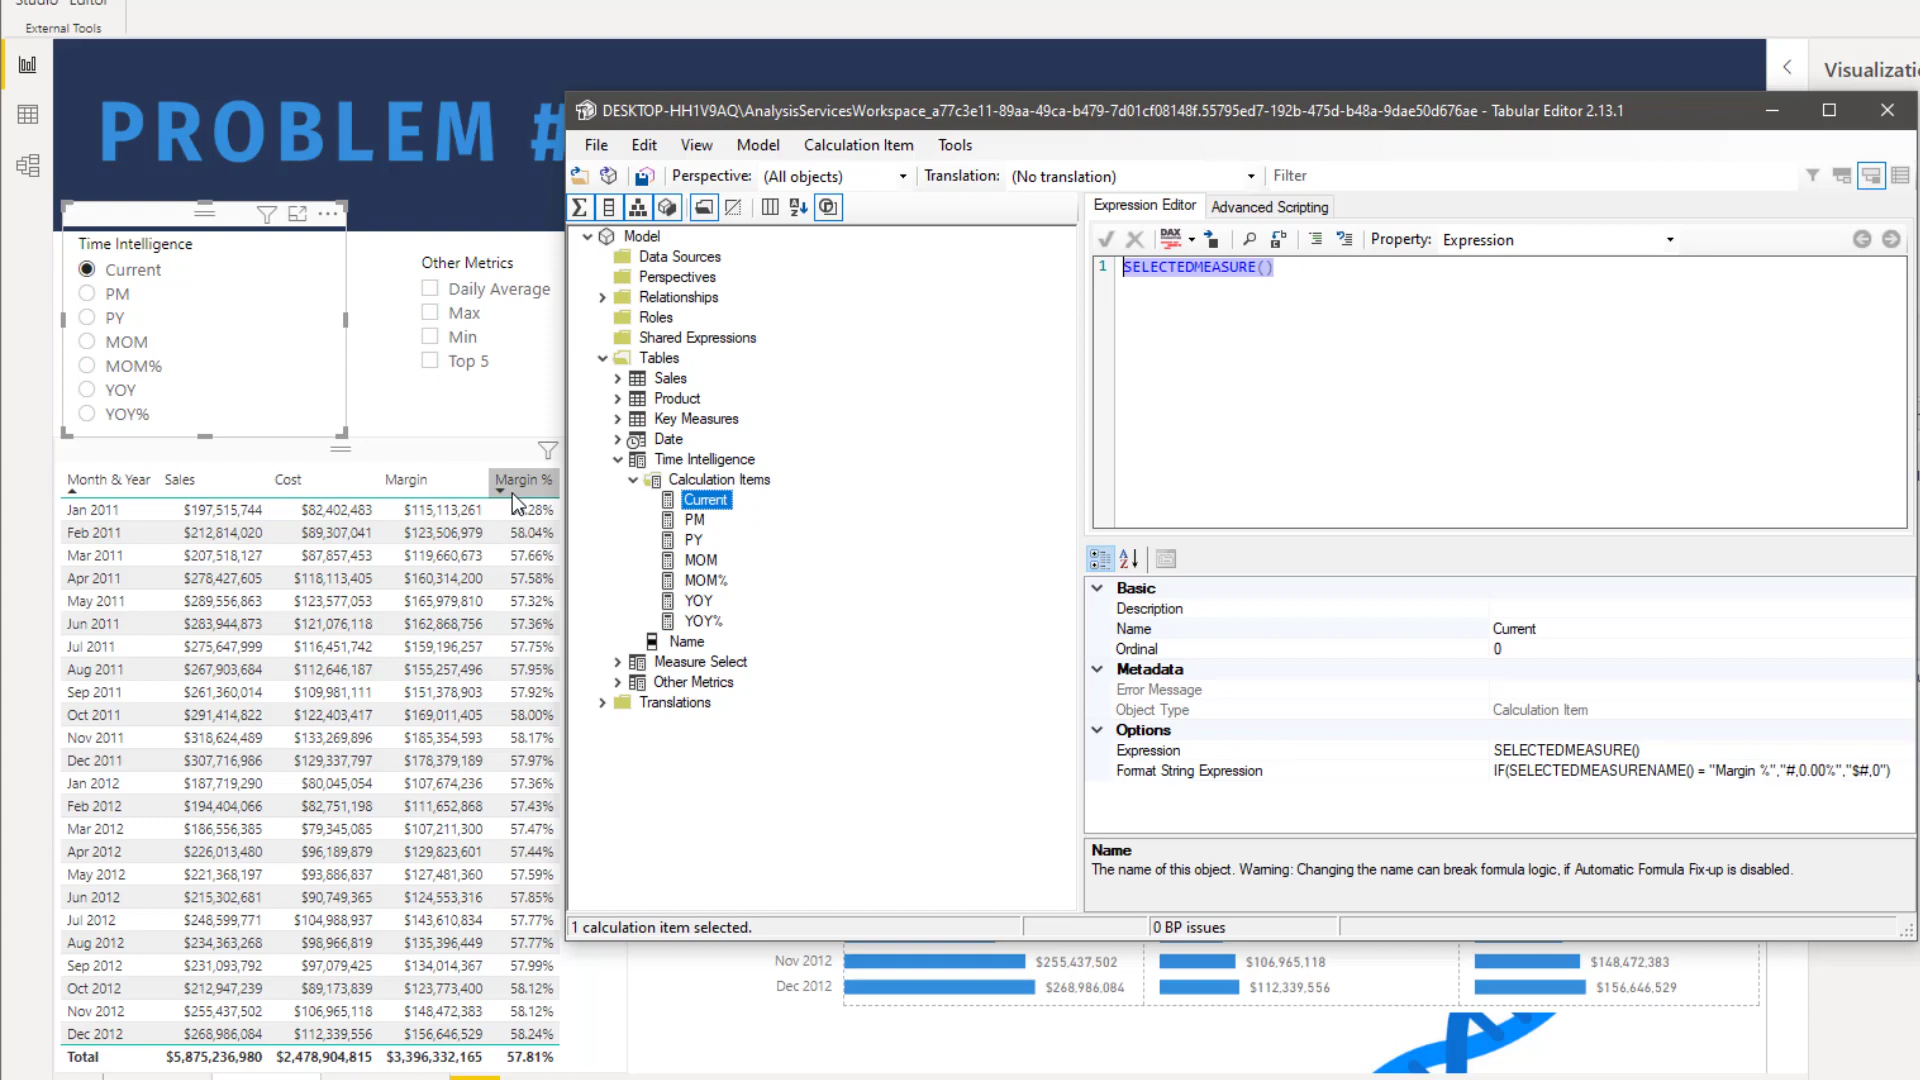 Studio Editor
External Tools
PROBLEM #
Visualizati
Time Intelligence
Current
PM
PY
MOM
MOM%
YOY
YOY%
Other Metrics
Daily Average
Max
Min
Top 5
Month & Year Sales Cost Margin Margin %
Jan 2011 $197,515,744 $82,402,483 $115,113,261 .28%
Feb 2011 $212,814,020 $89,307,041 $123,506,979 58.04%
Mar 2011 $207,518,127 $87,857,453 $119,660,673 57.66%
Apr 2011 $278,427,605 $118,113,405 $160,314,200 57.58%
May 2011 $289,556,863 $123,577,053 $165,979,810 57.32%
Jun 2011 $283,944,873 $121,076,118 $162,868,756 57.36%
Jul 2011 $275,647,999 $116,451,742 $159,196,257 57.75%
Aug 2011 $267,903,684 $112,646,187 $155,257,496 57.95%
Sep 2011 $261,360,014 $109,981,111 $151,378,903 57.92%
Oct 2011 $291,414,822 $122,403,417 $169,011,405 58.00%
Nov 2011 $318,624,489 $133,269,896 $185,354,593 58.17%
Dec 2011 $307,716,986 $129,337,797 $178,379,189 57.97%
Jan 2012 $187,719,290 $80,045,054 $107,674,236 57.36%
Feb 2012 $194,404,066 $82,751,198 $111,652,868 57.43%
Mar 2012 $186,556,385 $79,345,085 $107,211,300 57.47%
Apr 2012 $226,013,480 $96,189,879 $129,823,601 57.44%
May 2012 $221,368,197 $93,886,837 $127,481,360 57.59%
Jun 2012 $215,302,681 $90,749,365 $124,553,316 57.85%
Jul 2012 $248,599,771 $104,988,937 $143,610,834 57.77%
Aug 2012 $234,363,268 $98,966,819 $135,396,449 57.77%
Sep 2012 $231,093,792 $97,079,425 $134,014,367 57.99%
Oct 2012 $212,947,239 $89,173,839 $123,773,400 58.12%
Nov 2012 $255,437,502 $106,965,118 $148,472,383 58.12%
Dec 2012 $268,986,084 $112,339,556 $156,646,529 58.24%
Total $5,875,236,980 $2,478,904,815 $3,396,332,165 57.81%
DESKTOP-HH1V9AQ\AnalysisServicesWorkspace_a77c3e11-89aa-49ca-b479-7d01cf08148f.55795ed7-192b-475d-b48a-9dae50d676ae - Tabular Editor 2.13.1
File Edit View Model Calculation Item Tools
Perspective: (All objects) Translation: (No translation) Filter
Model
Data Sources
Perspectives
Relationships
Roles
Shared Expressions
Tables
Sales
Product
Key Measures
Date
Time Intelligence
Calculation Items
Current
PM
PY
MOM
MOM%
YOY
YOY%
Name
Measure Select
Other Metrics
Translations
Expression Editor Advanced Scripting
DAX Property: Expression
1 SELECTEDMEASURE()
Basic
Description
Name Current
Ordinal 0
Metadata
Error Message
Object Type Calculation Item
Options
Expression SELECTEDMEASURE()
Format String Expression IF(SELECTEDMEASURENAME() = "Margin %","#,0.00%","$#,0")
Name
The name of this object. Warning: Changing the name can break formula logic, if Automatic Formula Fix-up is disabled.
1 calculation item selected. 0 BP issues
Nov 2012 $255,437,502 $106,965,118 $148,472,383
Dec 2012 $268,986,084 $112,339,556 $156,646,529